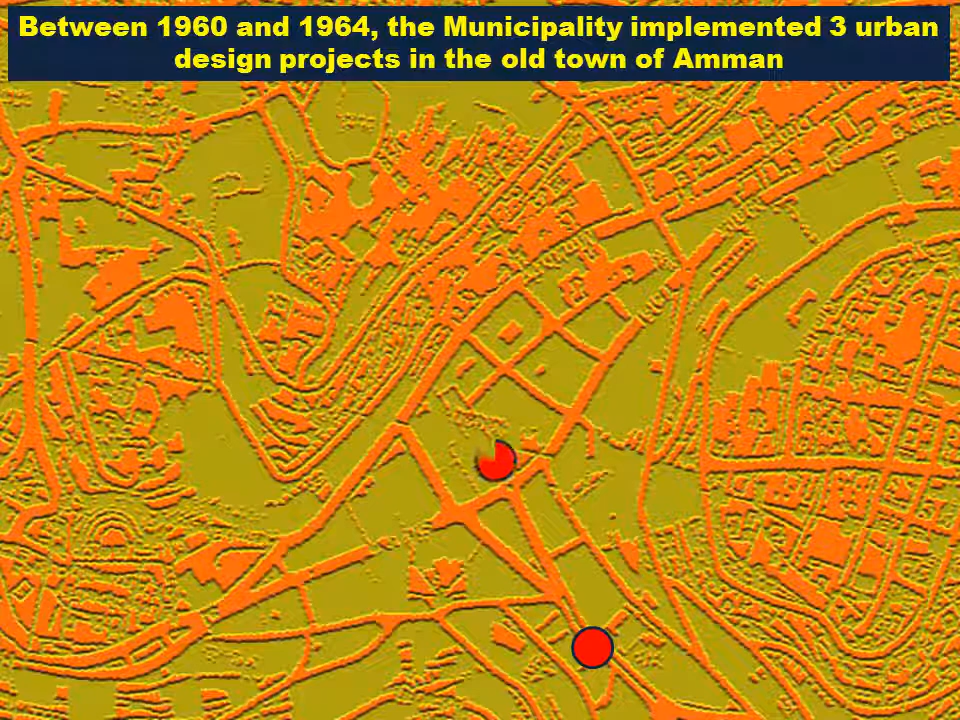 Between 1960 and 1964, the Municipality implemented 3 urban
design projects in the old town of Amman